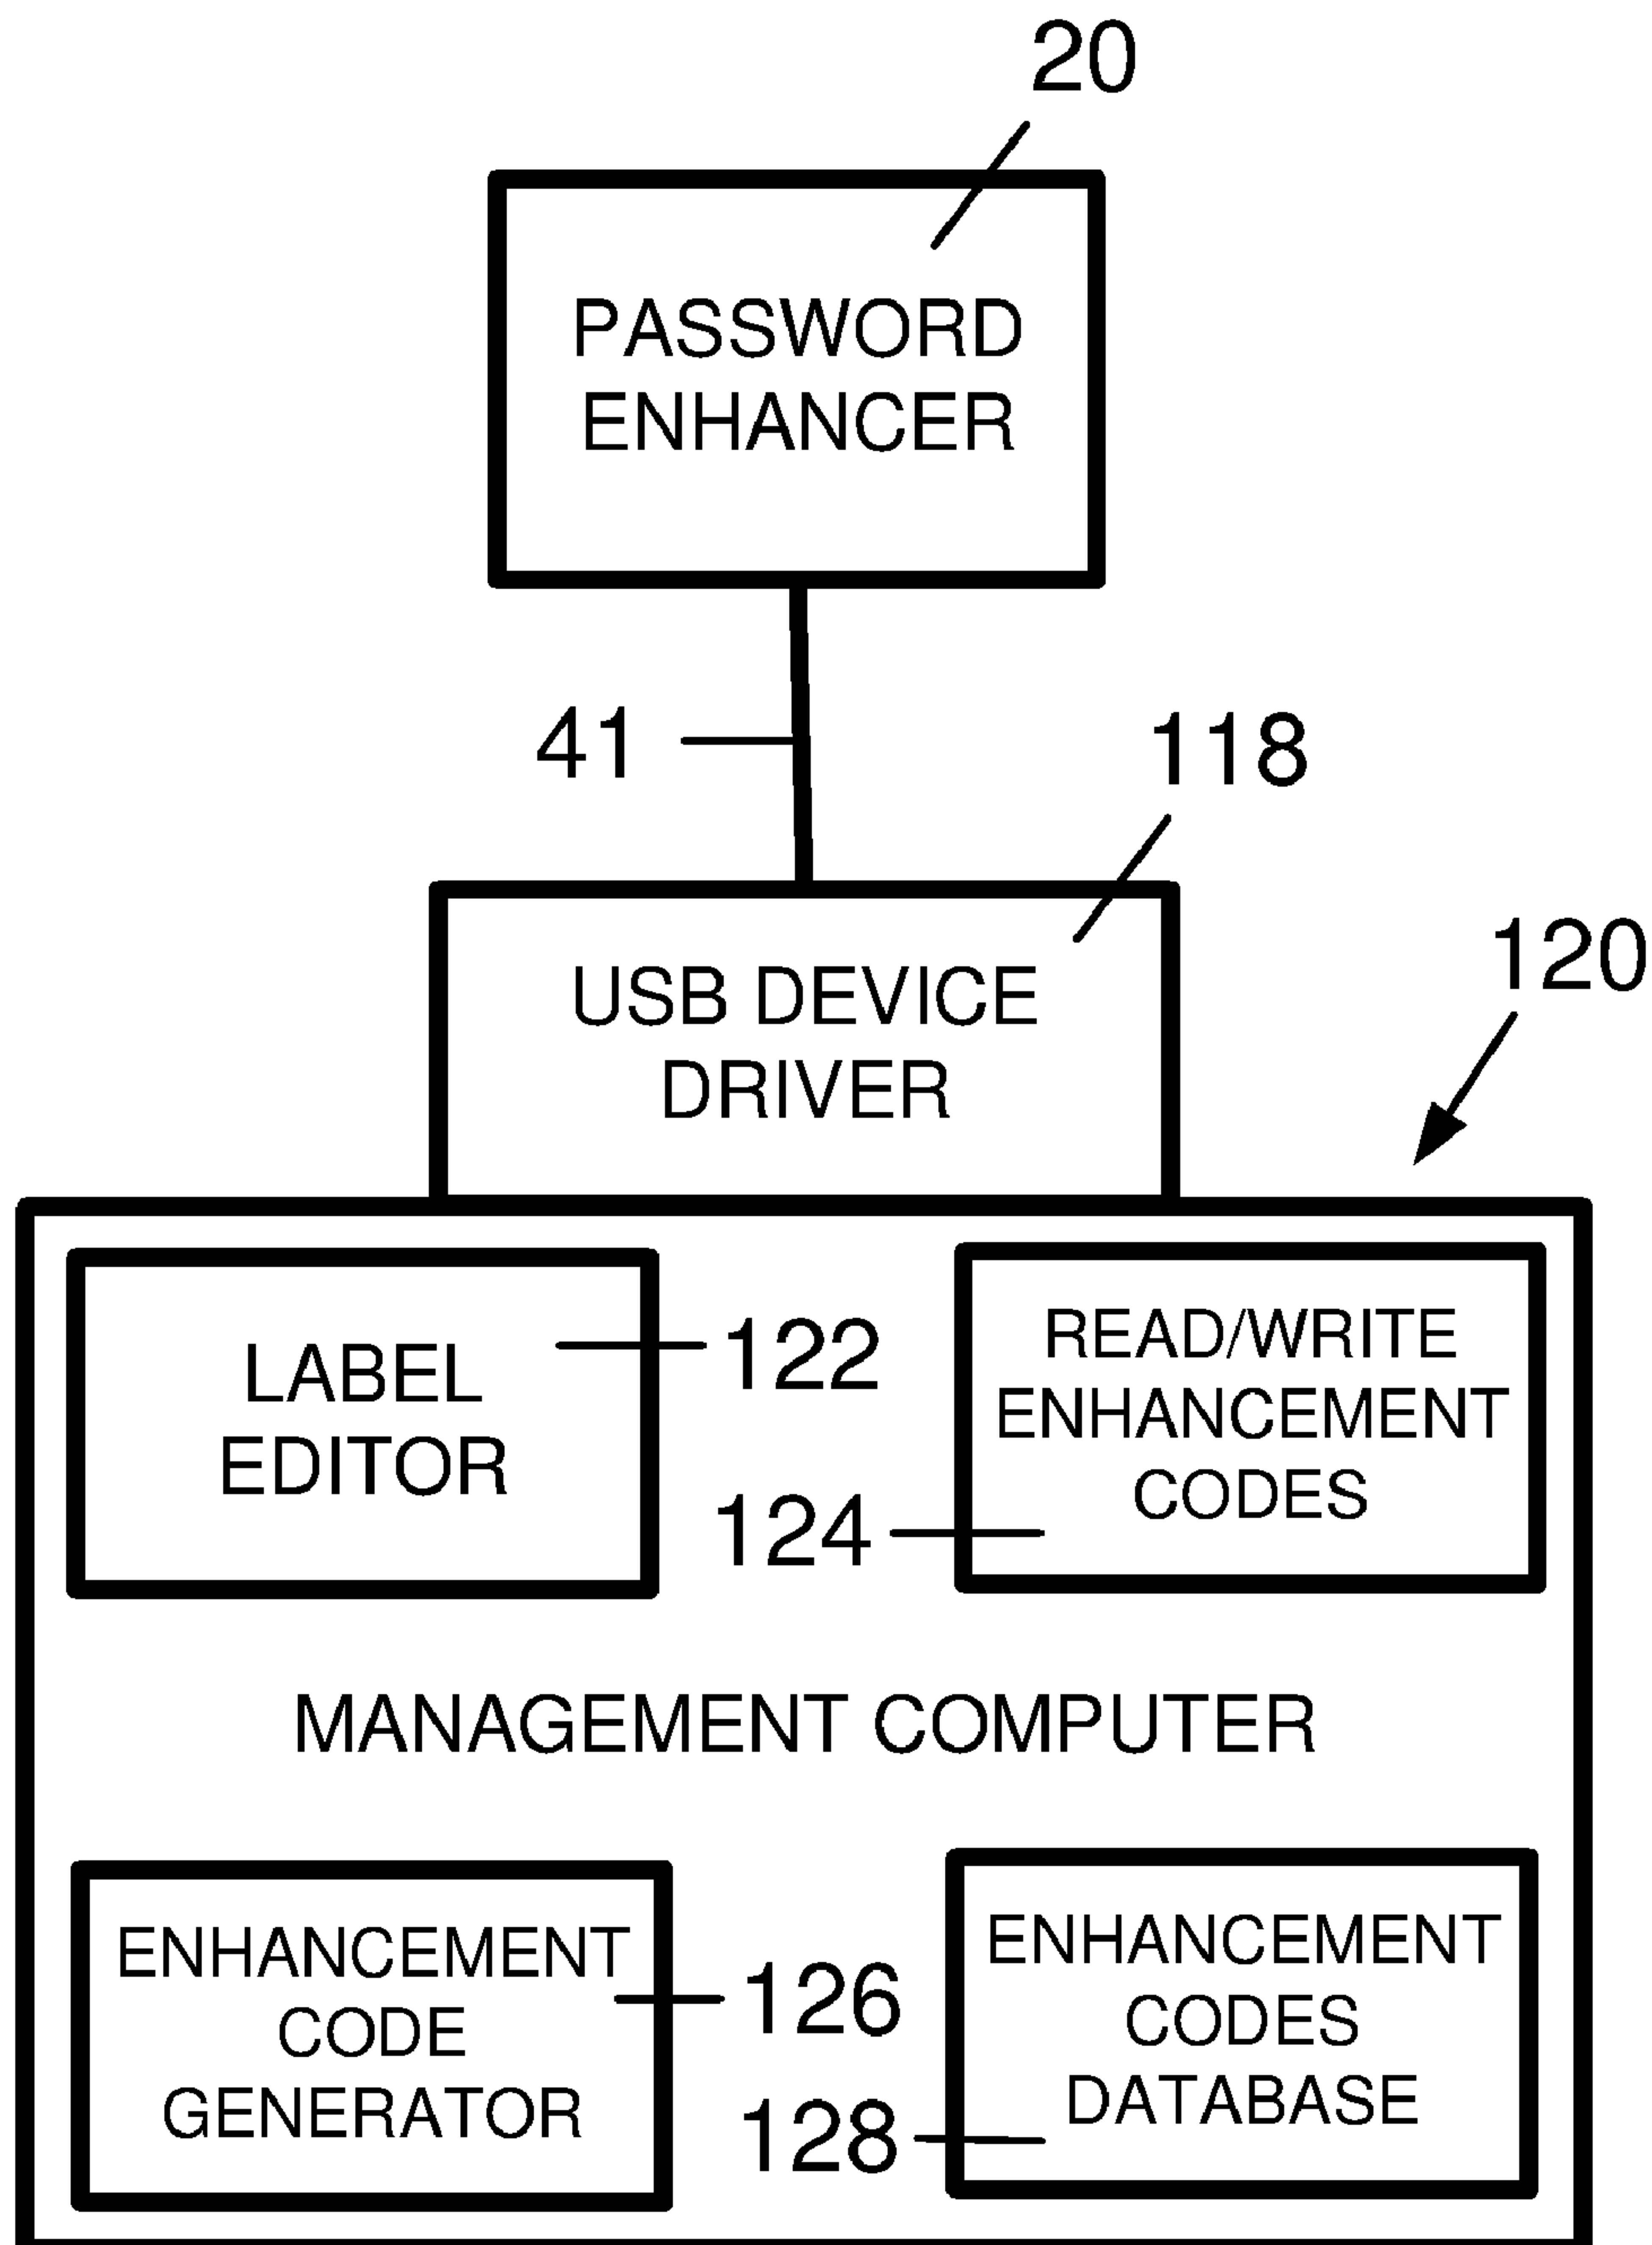 20
PASSWORD
ENHANCER
41
118
USB DEVICE
DRIVER
120
LABEL
EDITOR
122
READ/WRITE
ENHANCEMENT
CODES
124
MANAGEMENT COMPUTER
ENHANCEMENT
CODE
GENERATOR
126
ENHANCEMENT
CODES
DATABASE
128